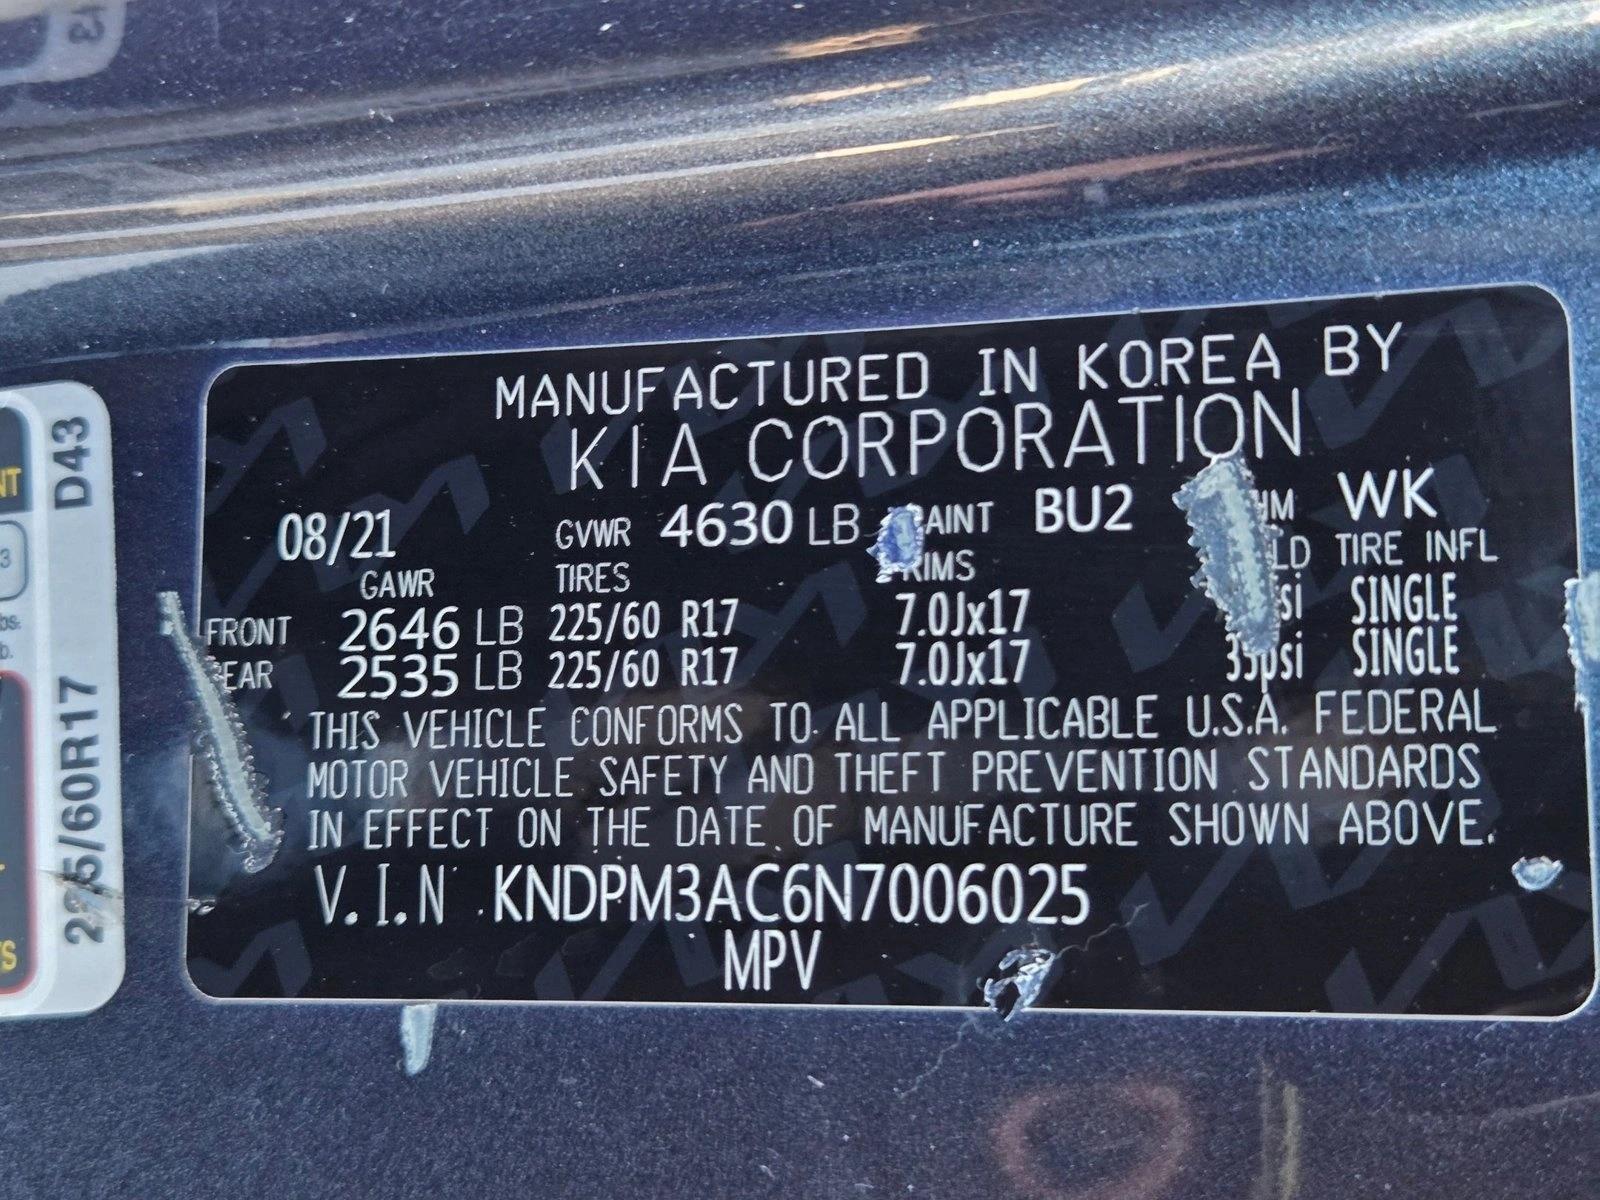 MANUFACTURED IN KOREA BY
KIA CORPORATION
08/21 GVWR 4630 LB BU2 WK
GAWR TIRES TIRE INFL
FRONT 2646 LB 225/60 R17 7.0Jx17 SINGLE
2535 LB 225/60 R17 7.0Jx17 35psi SINGLE
THIS VEHICLE CONFORMS TO ALL APPLICABLE U.S.A. FEDERAL
MOTOR VEHICLE SAFETY AND THEFT PREVENTION STANDARDS
IN EFFECT ON THE DATE OF MANUFACTURE SHOWN ABOVE.
V.I.N KNDPM3AC6N7006025
MPV
D43
225/60R17